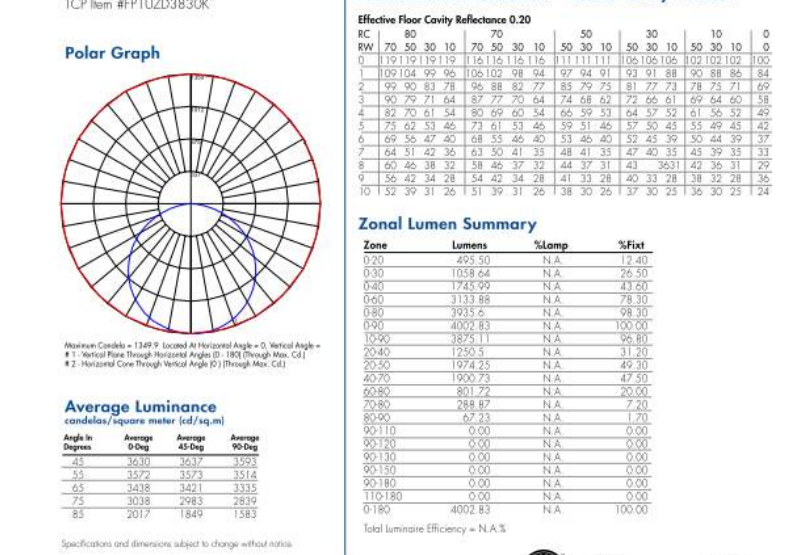 TCP Item #FP1UZD3830K
Polar Graph
Maximum Candela = 1349.9 Located At Horizontal Angle = 0, Vertical Angle =
# 1 - Vertical Plane Through Horizontal Angles (0 - 180) (Through Max. Cd.)
# 2 - Horizontal Cone Through Vertical Angle (0) (Through Max. Cd.)
Average Luminance
candelas/square meter (cd/sq.m)
Angle In Degrees Average 0-Deg Average 45-Deg Average 90-Deg
45 3630 3637 3593
55 3572 3573 3514
65 3438 3421 3335
75 3038 2983 2839
85 2017 1849 1583
Specifications and dimensions subject to change without notice.
Effective Floor Cavity Reflectance 0.20
RC 80 70 50 30 10 0
RW 70 50 30 10 70 50 30 10 50 30 10 50 30 10 50 30 10 0
0 119 119 119 119 116 116 116 116 111 111 111 106 106 106 102 102 102 100
1 109 104 99 96 106 102 98 94 97 94 91 93 91 88 90 88 86 84
2 99 90 83 78 96 88 82 77 85 79 75 81 77 73 78 75 71 69
3 90 79 71 64 87 77 70 64 74 68 62 72 66 61 69 64 60 58
4 82 70 61 54 80 69 60 54 66 59 53 64 57 52 61 56 52 49
5 75 62 53 46 73 61 53 46 59 51 46 57 50 45 55 49 45 42
6 69 56 47 40 68 55 46 40 53 46 40 52 45 39 50 44 39 37
7 64 51 42 36 63 50 41 35 48 41 35 47 40 35 45 39 35 33
8 60 46 38 32 58 46 37 32 44 37 31 43 3631 42 36 31 29
9 56 42 34 28 54 42 34 28 41 33 28 40 33 28 38 32 28 36
10 52 39 31 26 51 39 31 26 38 30 26 37 30 25 36 30 25 24
Zonal Lumen Summary
Zone Lumens %Lamp %Fixt
0-20 495.50 N.A. 12.40
0-30 1058.64 N.A. 26.50
0-40 1745.99 N.A. 43.60
0-60 3133.88 N.A. 78.30
0-80 3935.6 N.A. 98.30
0-90 4002.83 N.A. 100.00
10-90 3875.11 N.A. 96.80
20-40 1250.5 N.A. 31.20
20-50 1974.25 N.A. 49.30
40-70 1900.73 N.A. 47.50
60-80 801.72 N.A. 20.00
70-80 288.87 N.A. 7.20
80-90 67.23 N.A. 1.70
90-110 0.00 N.A. 0.00
90-120 0.00 N.A. 0.00
90-130 0.00 N.A. 0.00
90-150 0.00 N.A. 0.00
90-180 0.00 N.A. 0.00
110-180 0.00 N.A. 0.00
0-180 4002.83 N.A. 100.00
Total Luminaire Efficiency = N.A.%